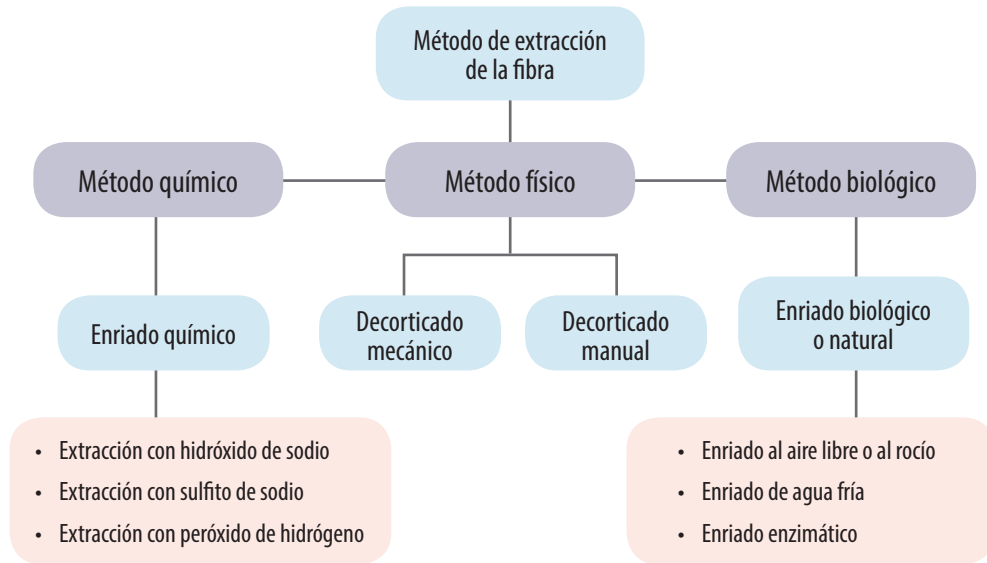 Método de extracción
de la fibra
Método químico
Método físico
Método biológico
Enriado químico
Decorticado
mecánico
Decorticado
manual
Enriado biológico
o natural
• Extracción con hidróxido de sodio
• Extracción con sulfito de sodio
• Extracción con peróxido de hidrógeno
• Enriado al aire libre o al rocío
• Enriado de agua fría
• Enriado enzimático